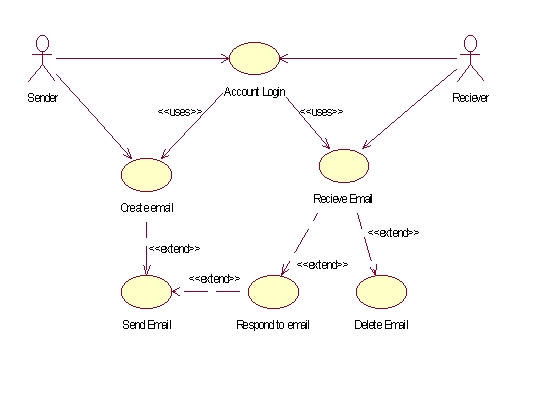 Sender
Account Login
Reciever
<<uses>>
<<uses>>
Create email
Recieve Email
<<extend>>
<<extend>>
<<extend>>
<<extend>>
Send Email
Respond to email
Delete Email